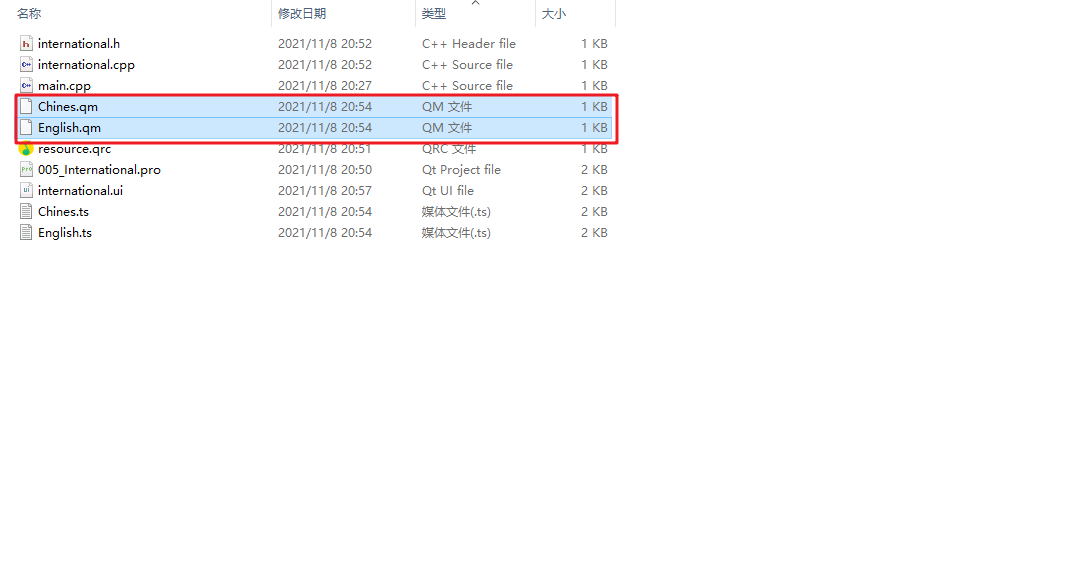 名称 修改日期 类型 大小
international.h 2021/11/8 20:52 C++ Header file 1 KB
international.cpp 2021/11/8 20:52 C++ Source file 1 KB
main.cpp 2021/11/8 20:27 C++ Source file 1 KB
Chines.qm 2021/11/8 20:54 QM 文件 1 KB
English.qm 2021/11/8 20:54 QM 文件 1 KB
resource.qrc 2021/11/8 20:51 QRC 文件 1 KB
005_International.pro 2021/11/8 20:50 Qt Project file 2 KB
international.ui 2021/11/8 20:57 Qt UI file 2 KB
Chines.ts 2021/11/8 20:54 媒体文件(.ts) 2 KB
English.ts 2021/11/8 20:54 媒体文件(.ts) 2 KB